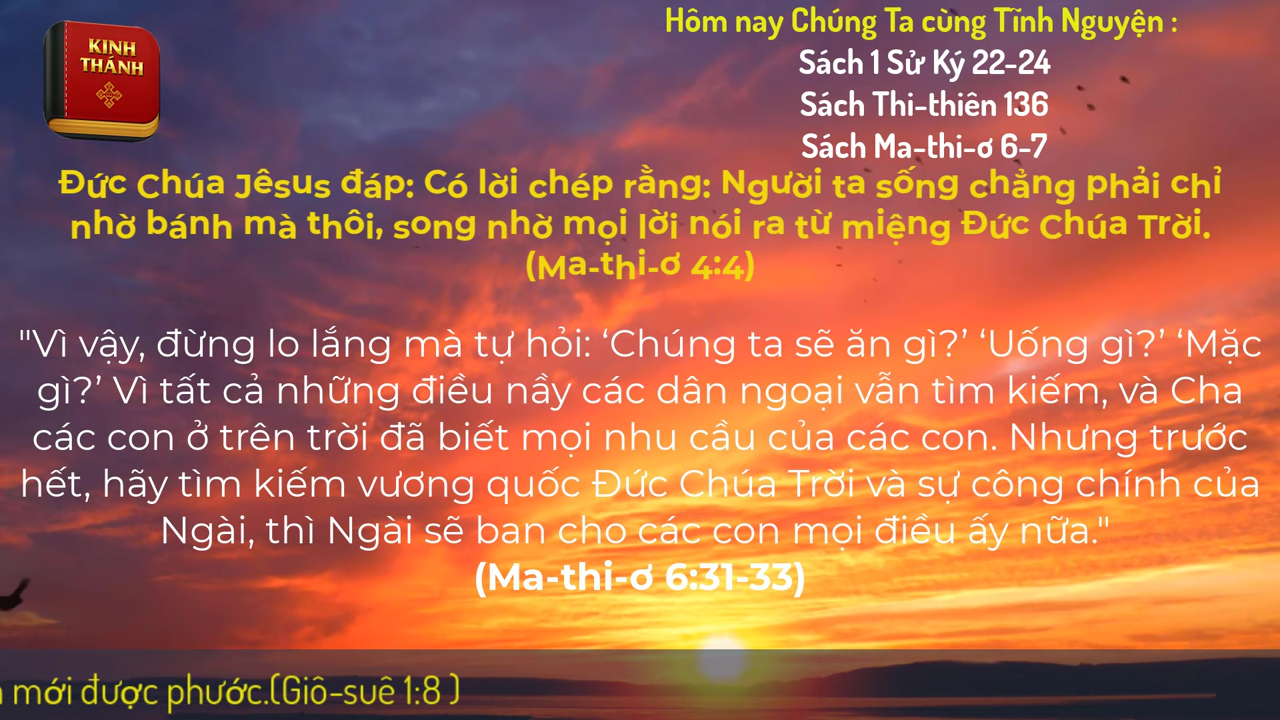 KINH
THÁNH
Hôm nay Chúng Ta cùng Tĩnh Nguyện :
Sách 1 Sử Ký 22-24
Sách Thi-thiên 136
Sách Ma-thi-ơ 6-7
Đức Chúa Jêsus đáp: Có lời chép rằng: Người ta sống chẳng phải chỉ
nhờ bánh mà thôi, song nhờ mọi lời nói ra từ miệng Đức Chúa Trời.
(Ma-thi-ơ 4:4)
"Vì vậy, đừng lo lắng mà tự hỏi: ‘Chúng ta sẽ ăn gì?’ ‘Uống gì?’ ‘Mặc
gì?’ Vì tất cả những điều nầy các dân ngoại vẫn tìm kiếm, và Cha
các con ở trên trời đã biết mọi nhu cầu của các con. Nhưng trước
hết, hãy tìm kiếm vương quốc Đức Chúa Trời và sự công chính của
Ngài, thì Ngài sẽ ban cho các con mọi điều ấy nữa."
(Ma-thi-ơ 6:31-33)
mới được phước.(Giô-suê 1:8 )